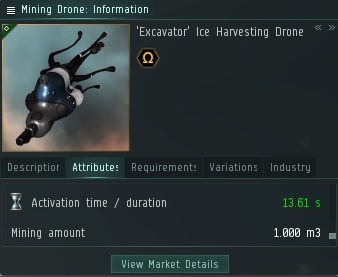 Mining Drone: Information
'Excavator' Ice Harvesting Drone
Ω
Description Attributes Requirements Variations Industry
Activation time / duration 13.61 s
Mining amount 1.000 m3
View Market Details